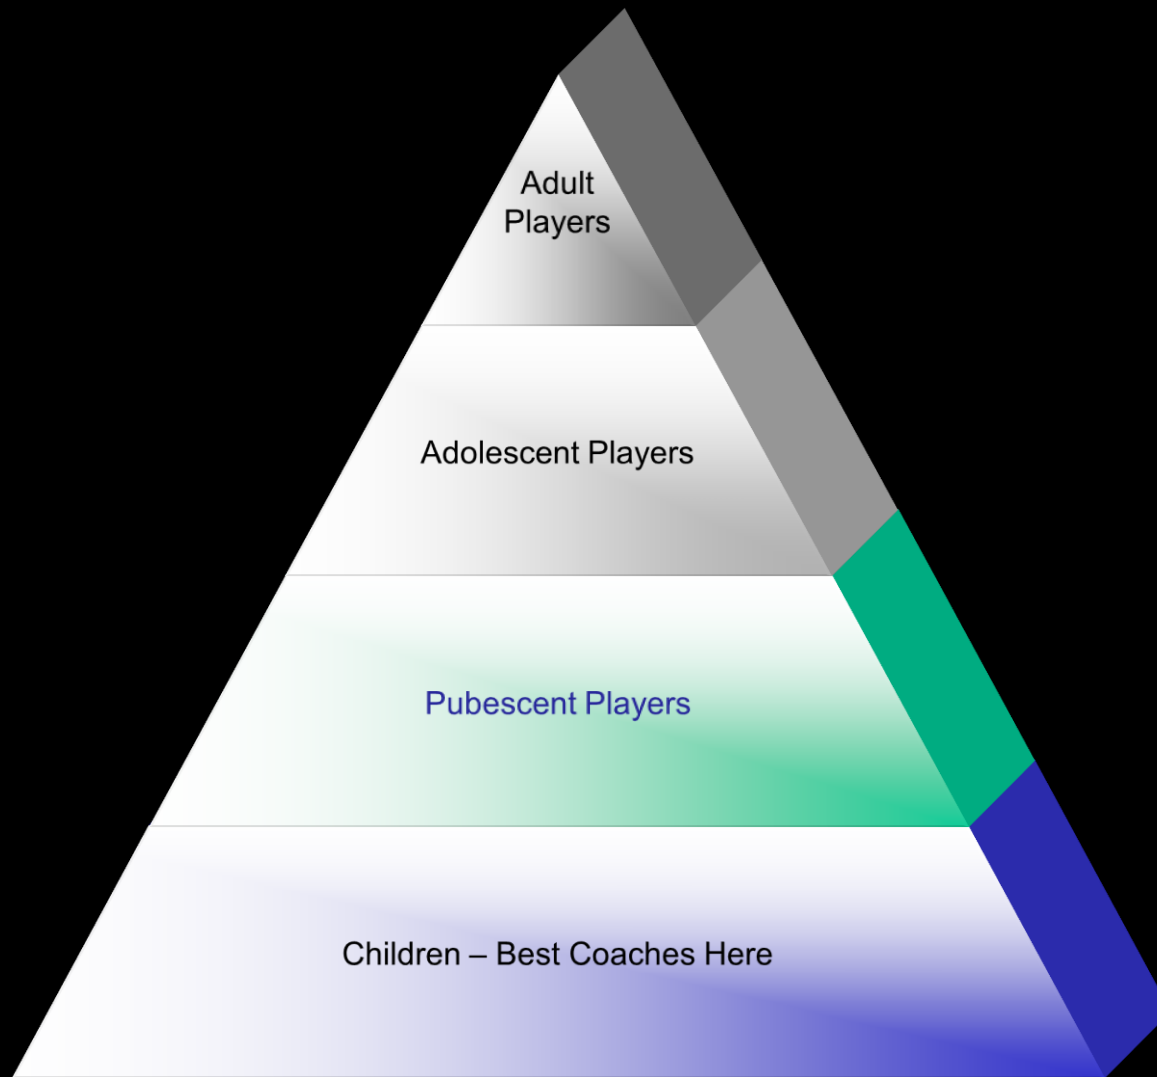 Adult
Players
Adolescent Players
Pubescent Players
Children – Best Coaches Here